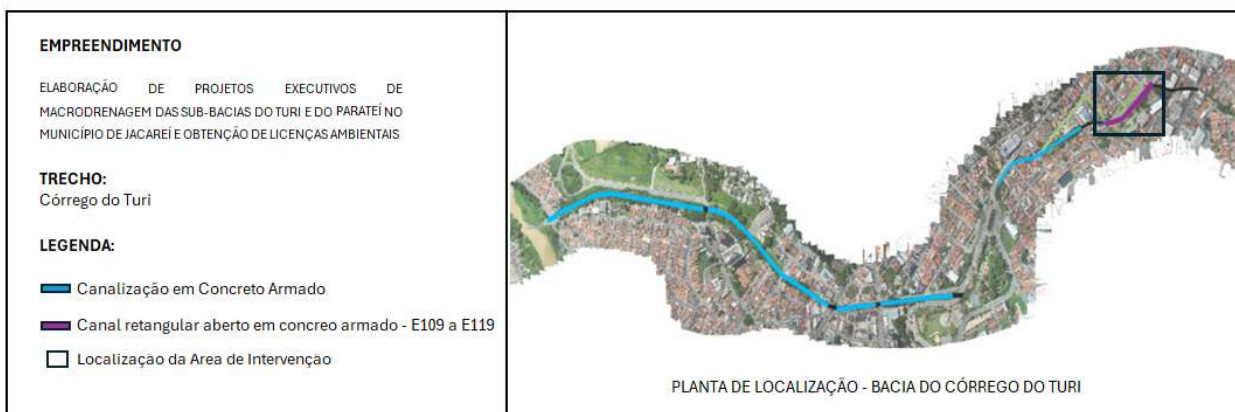 EMPREENDIMENTO
ELABORAÇÃO DE PROJETOS EXECUTIVOS DE
MACRODRENAGEM DAS SUB-BACIAS DO TURI E DO PARATEÍ NO
MUNICÍPIO DE JACAREÍ E OBTENÇÃO DE LICENÇAS AMBIENTAIS
TRECHO:
Córrego do Turi
LEGENDA:
Canalização em Concreto Armado
Canal retangular aberto em concreo armado - E109 a E119
Localização da Area de Intervenção
PLANTA DE LOCALIZAÇÃO - BACIA DO CÓRREGO DO TURI